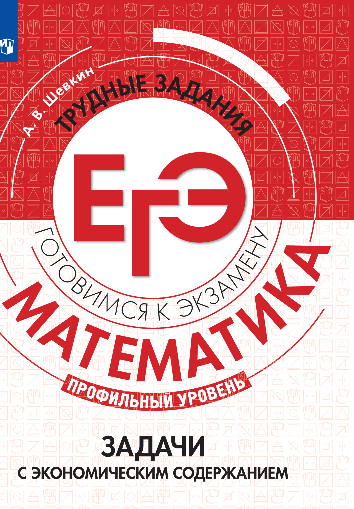 А. В. Шевкин
ТРУДНЫЕ ЗАДАНИЯ
ЕГЭ
ГОТОВИМСЯ К ЭКЗАМЕНУ
МАТЕМАТИКА
ПРОФИЛЬНЫЙ УРОВЕНЬ
ЗАДАЧИ
С ЭКОНОМИЧЕСКИМ СОДЕРЖАНИЕМ